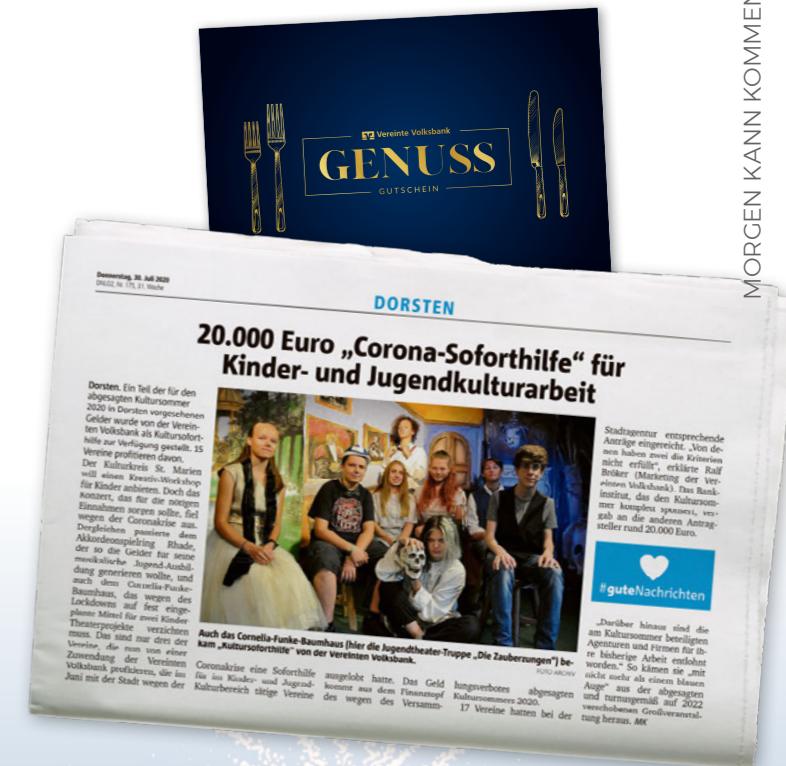 MORGEN KANN KOMMEN
Vereinte Volksbank
GENUSS
GUTSCHEIN
Donnerstag, 30. Juli 2020
DNL02, Nr. 175, 31. Woche
DORSTEN
20.000 Euro „Corona-Soforthilfe“ für
Kinder- und Jugendkulturarbeit
Dorsten. Ein Teil der für den
abgesagten Kultursommer
2020 in Dorsten vorgesehenen
Gelder wurde von der Verein-
ten Volksbank als Kultursofort-
hilfe zur Verfügung gestellt. 15
Vereine profitieren davon.
Der Kulturkreis St. Marien
will einen Kreativ-Workshop
für Kinder anbieten. Doch das
Konzert, das für die nötigen
Einnahmen sorgen sollte, fiel
wegen der Coronakrise aus.
Dergleichen passierte dem
Akkordeonspielring Rhade,
der so die Gelder für seine
musikalische Jugend-Ausbil-
dung generieren wollte, und
auch dem Cornelia-Funke-
Baumhaus, das wegen des
Lockdowns auf fest einge-
plante Mittel für zwei Kinder
Theaterprojekte verzichten
muss. Das sind nur drei der
Vereine, die nun von einer
Zuwendung der Vereinten
Volksbank profitieren, die im
Juni mit der Stadt wegen der
Auch das Cornelia-Funke-Baumhaus (hier die Jugendtheater-Truppe „Die Zauberzungen“) be-
kam „Kultursoforthilfe“ von der Vereinten Volksbank.
FOTO ARCHIV
Coronakrise eine Soforthilfe
für im Kinder- und Jugend-
Kulturbereich tätige Vereine
ausgelobt hatte. Das Geld
kommt aus dem Finanztopf
des wegen des Versamm-
lungsverbotes abgesagten
Kultursommers 2020.
17 Vereine hatten bei der
Stadtagentur entsprechende
Anträge eingereicht. „Von de-
nen haben zwei die Kriterien
nicht erfüllt“, erklärte Ralf
Bröker (Marketing der Ver-
einten Volksbank). Das Bank-
institut, das den Kultursom-
mer komplett sponsert, ver-
gab an die anderen Antrag-
steller rund 20.000 Euro.
#guteNachrichten
„Darüber hinaus sind die
am Kultursommer beteiligten
Agenturen und Firmen für ih-
re bisherige Arbeit entlohnt
worden.“ So kämen sie „mit
nicht mehr als einem blauen
Auge“ aus der abgesagten
und turnusgemäß auf 2022
verschobenen Großveranstal-
tung heraus. MK